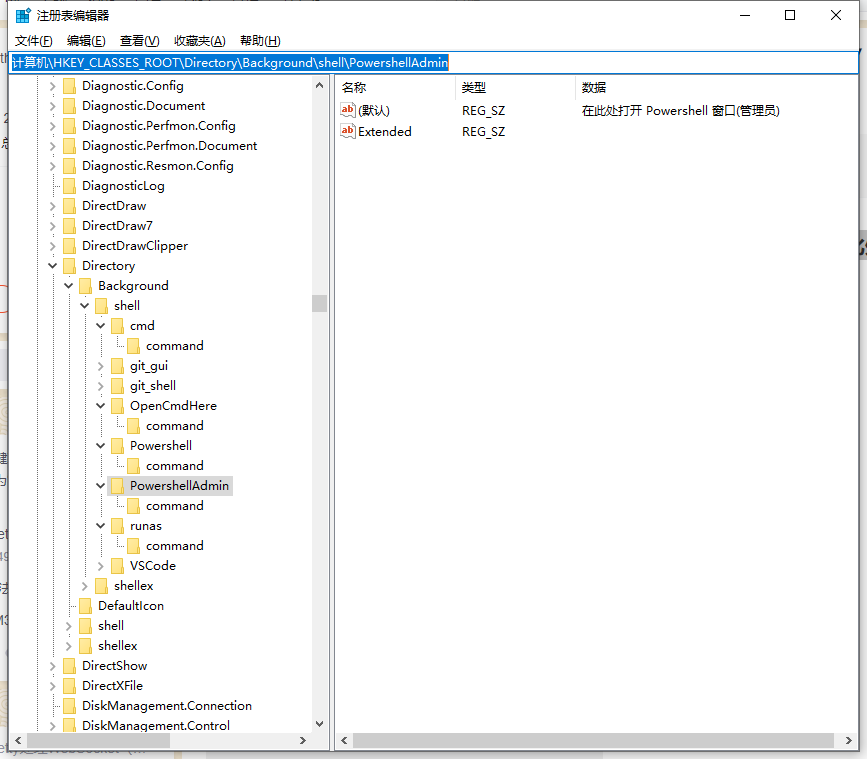 注册表编辑器
文件(F) 编辑(E) 查看(V) 收藏夹(A) 帮助(H)
计算机\HKEY_CLASSES_ROOT\Directory\Background\shell\PowershellAdmin
Diagnostic.Config
Diagnostic.Document
Diagnostic.Perfmon.Config
Diagnostic.Perfmon.Document
Diagnostic.Resmon.Config
DiagnosticLog
DirectDraw
DirectDraw7
DirectDrawClipper
Directory
Background
shell
cmd
command
git_gui
git_shell
OpenCmdHere
command
Powershell
command
PowershellAdmin
command
runas
command
VSCode
shellex
DefaultIcon
shell
shellex
DirectShow
DirectXFile
DiskManagement.Connection
DiskManagement.Control
名称 类型 数据
ab (默认) REG_SZ 在此处打开 Powershell 窗口(管理员)
ab Extended REG_SZ